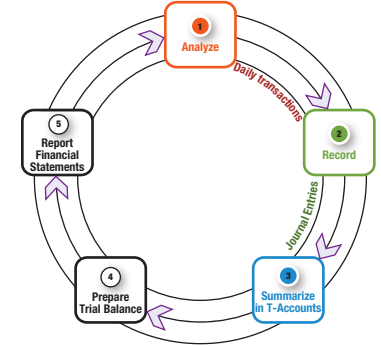 1
Analyze
Daily transactions
2
Record
Journal Entries
3
Summarize
in T-Accounts
4
Prepare
Trial Balance
5
Report
Financial
Statements